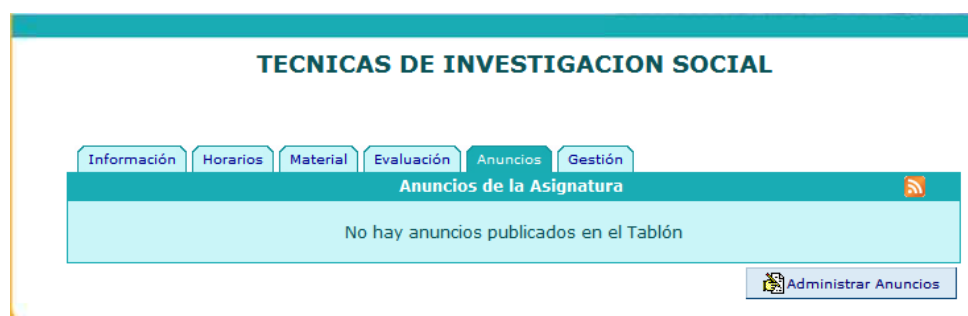 TECNICAS DE INVESTIGACION SOCIAL
Información Horarios Material Evaluación Anuncios Gestión
Anuncios de la Asignatura
No hay anuncios publicados en el Tablón
Administrar Anuncios